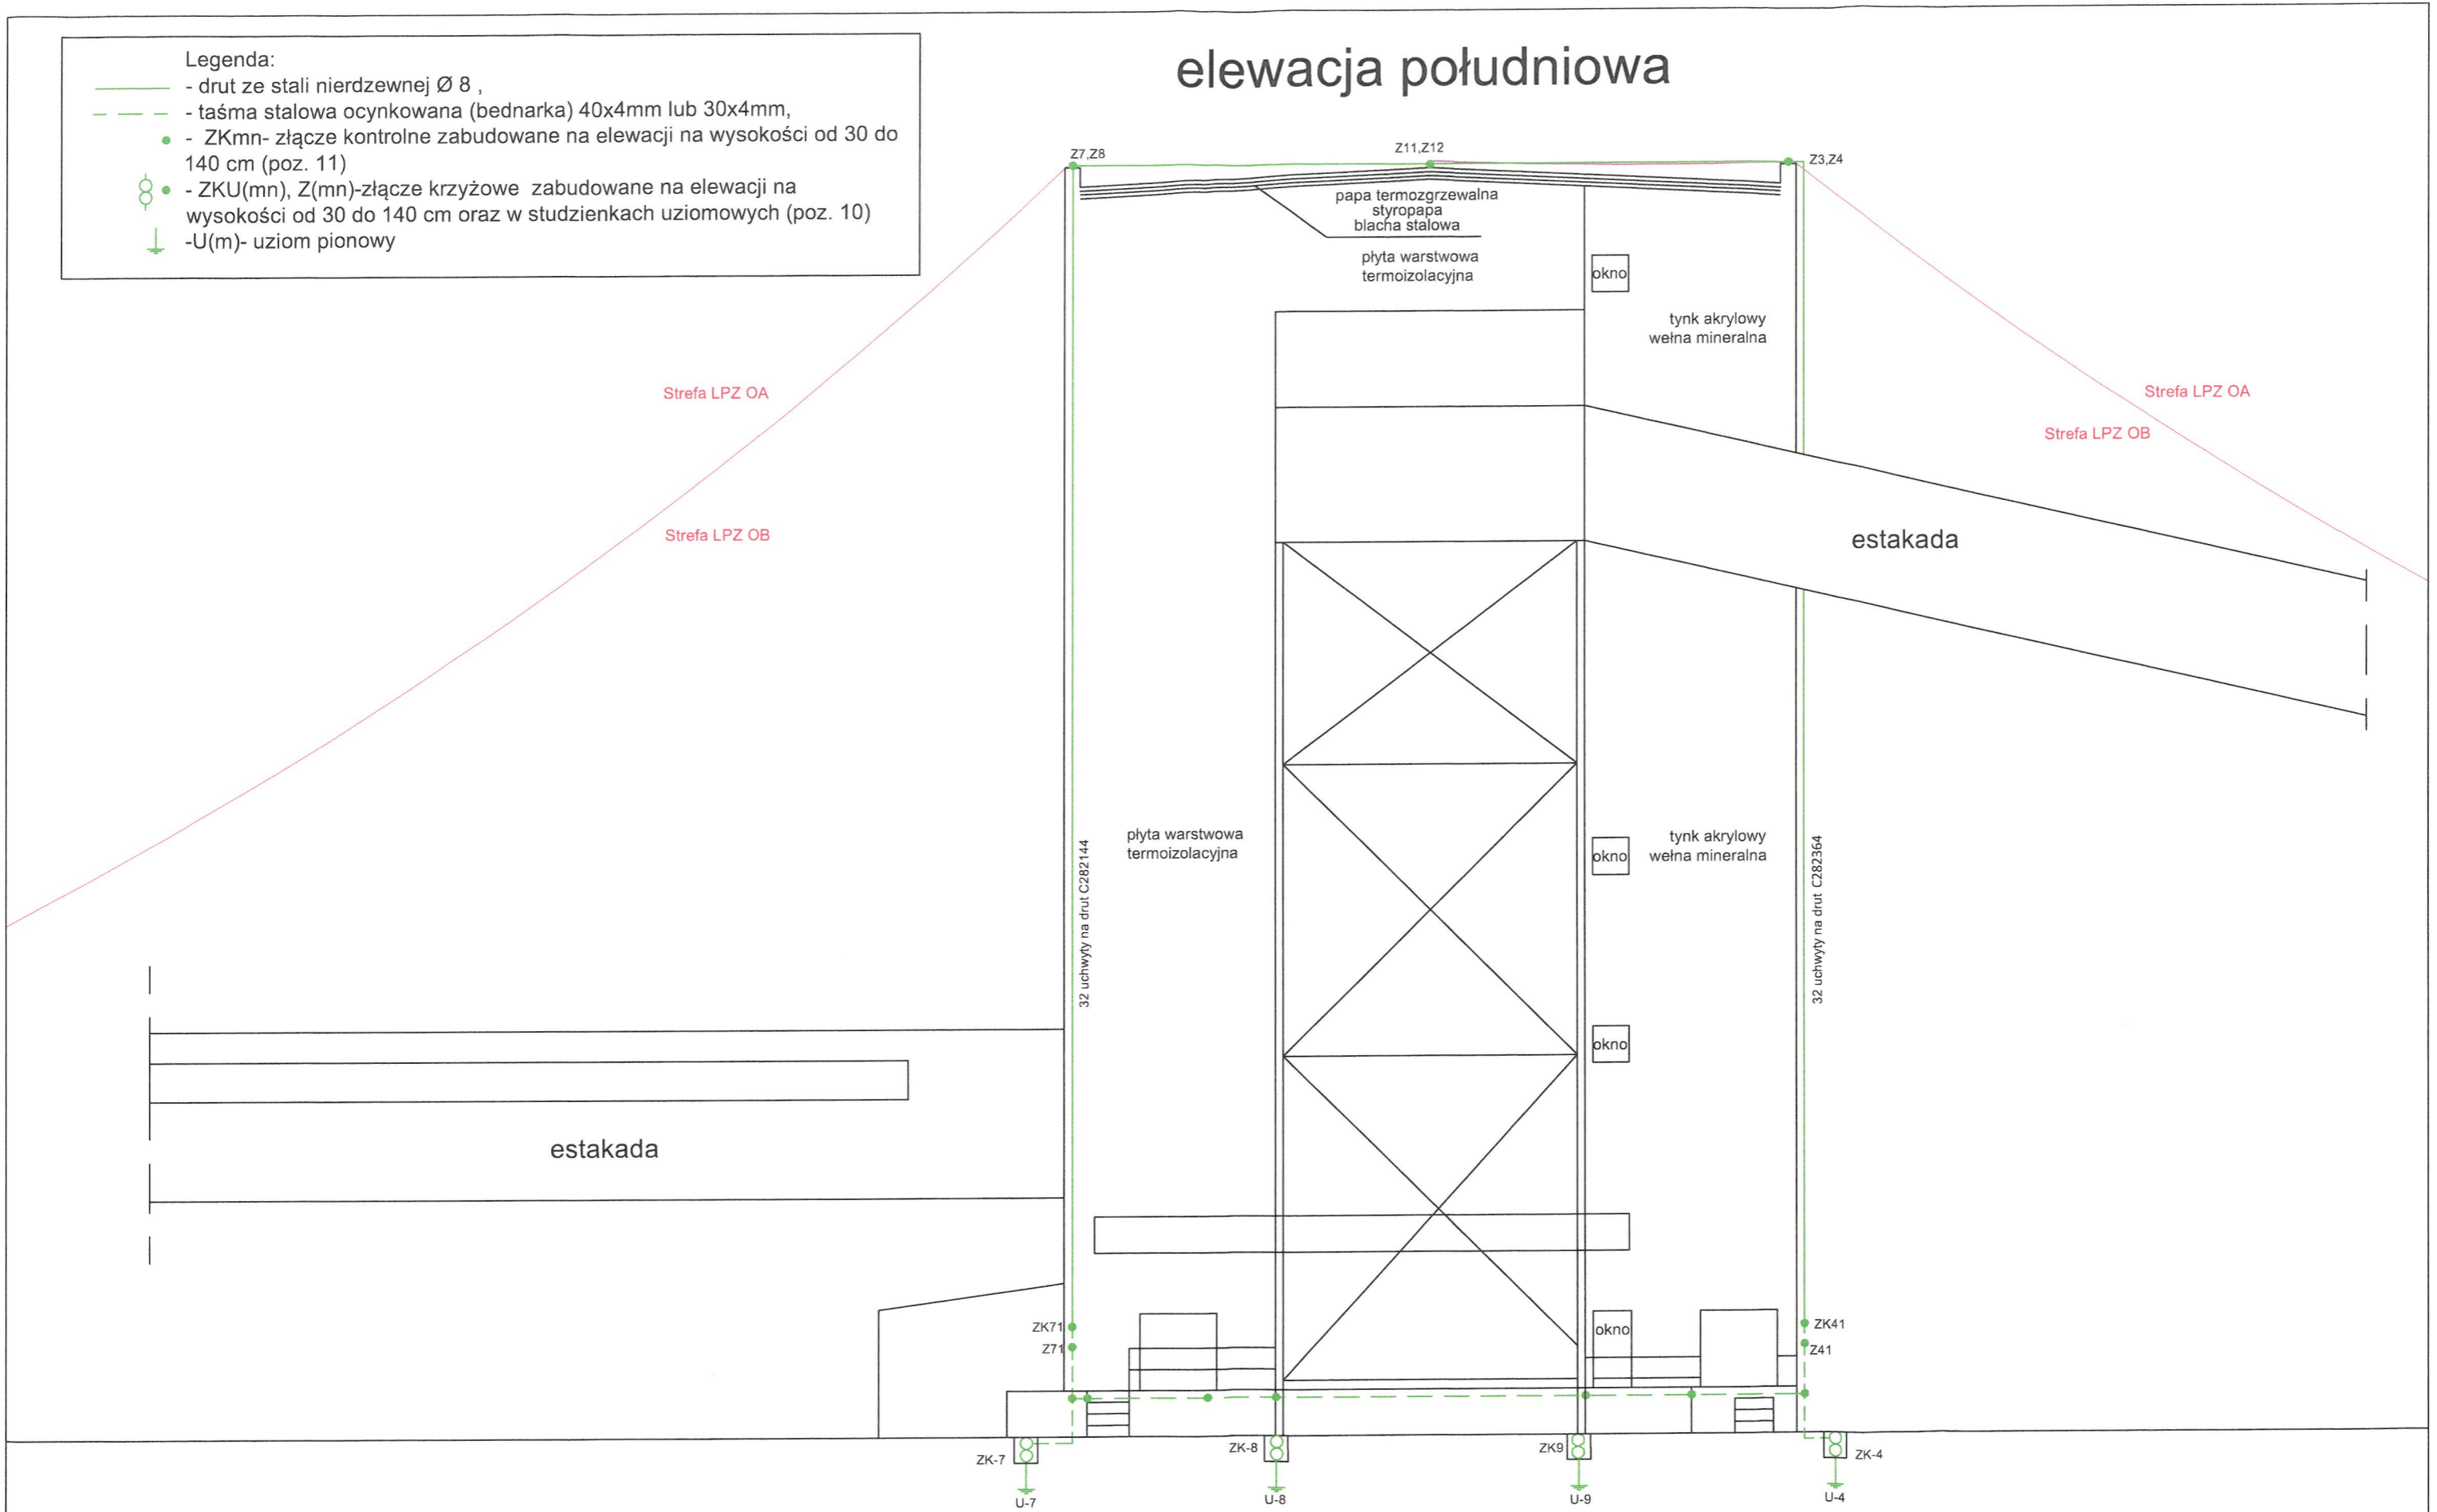 elewacja południowa
Legenda:
- drut ze stali nierdzewnej Ø 8 ,
- taśma stalowa ocynkowana (bednarka) 40x4mm lub 30x4mm,
- ZKmn- złącze kontrolne zabudowane na elewacji na wysokości od 30 do
140 cm (poz. 11)
- ZKU(mn), Z(mn)-złącze krzyżowe zabudowane na elewacji na
wysokości od 30 do 140 cm oraz w studzienkach uziomowych (poz. 10)
-U(m)- uziom pionowy
Z7,Z8
Z11,Z12
Z3,Z4
papa termozgrzewalna
styropapa
blacha stalowa
płyta warstwowa
termoizolacyjna
okno
tynk akrylowy
wełna mineralna
Strefa LPZ OA
Strefa LPZ OA
Strefa LPZ OB
Strefa LPZ OB
estakada
płyta warstwowa
termoizolacyjna
32 uchwyty na drut C282144
okno
tynk akrylowy
wełna mineralna
32 uchwyty na drut C282364
okno
estakada
ZK71
Z71
okno
ZK41
Z41
ZK-7
ZK-8
ZK9
ZK-4
U-7
U-8
U-9
U-4